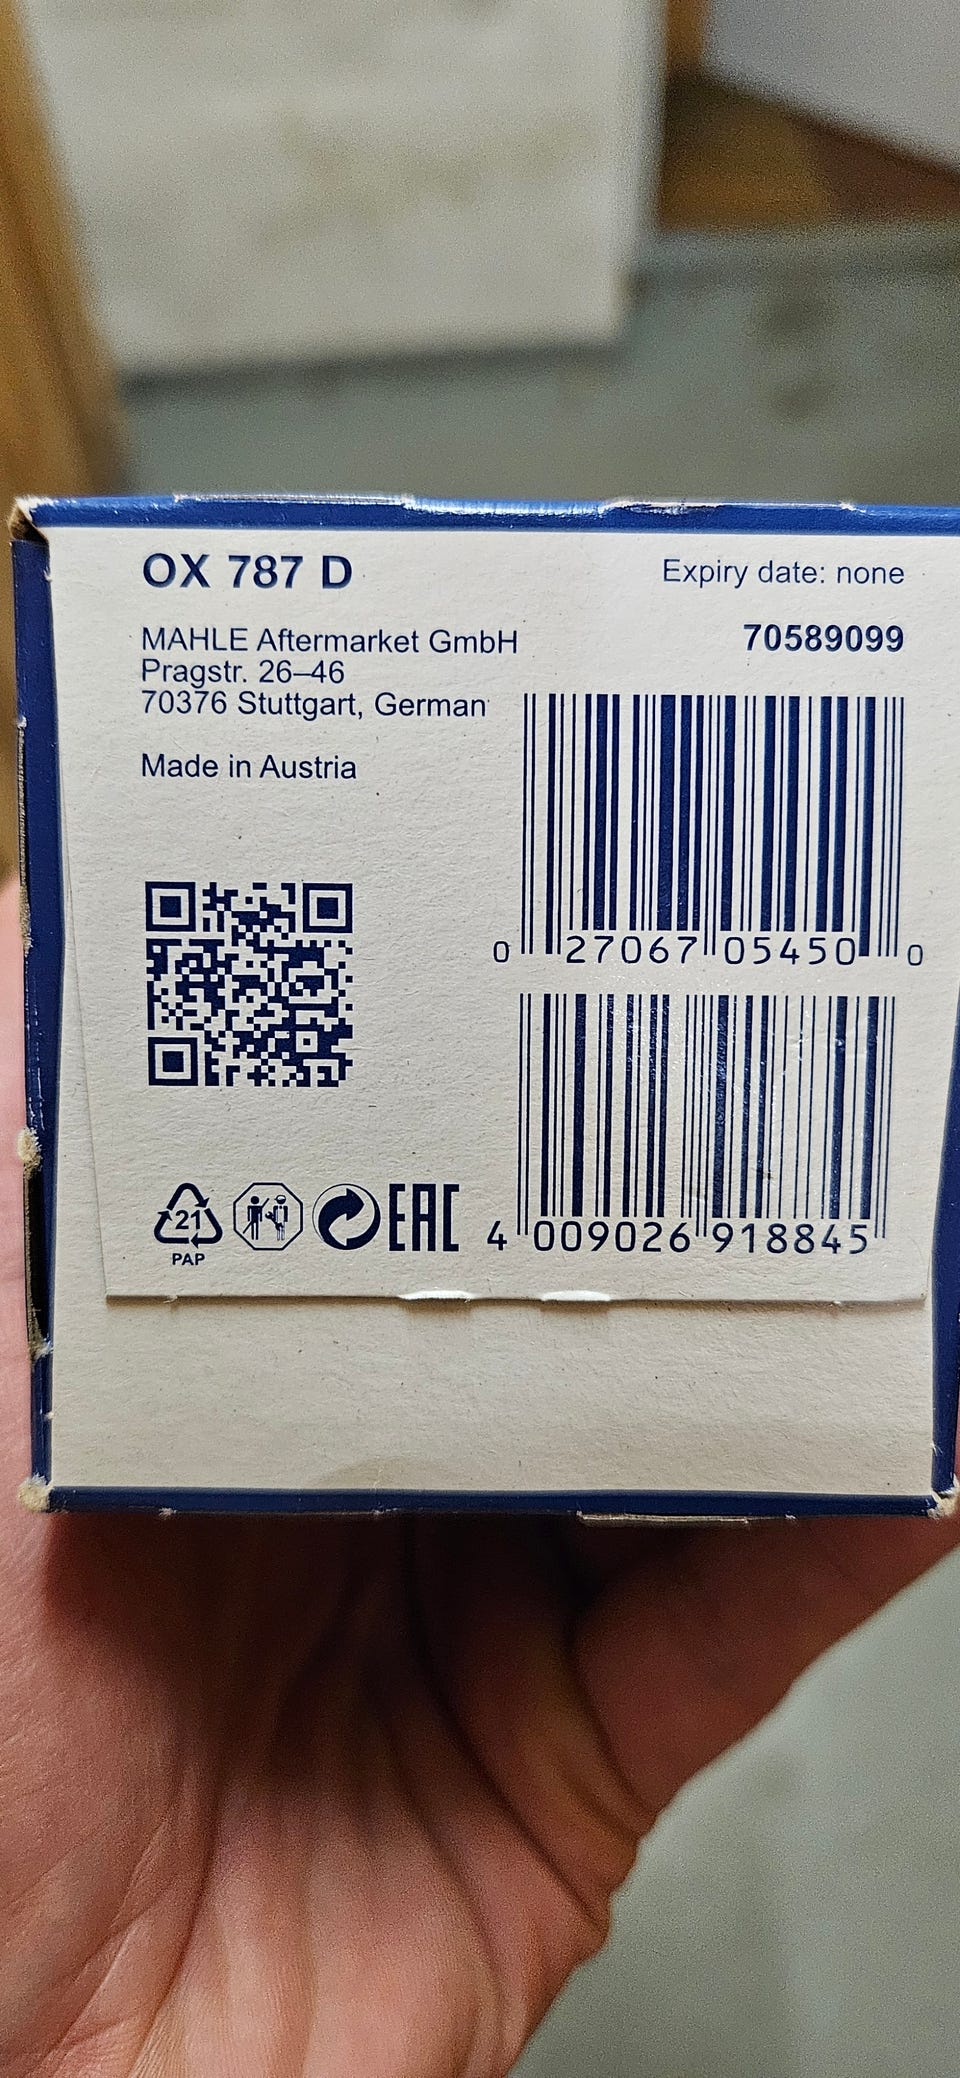 OX 787 D
Expiry date: none
MAHLE Aftermarket GmbH
70589099
Pragstr. 26–46
70376 Stuttgart, German
Made in Austria
0 27067 05450 0
21
PAP
EAC
4 009026 918845